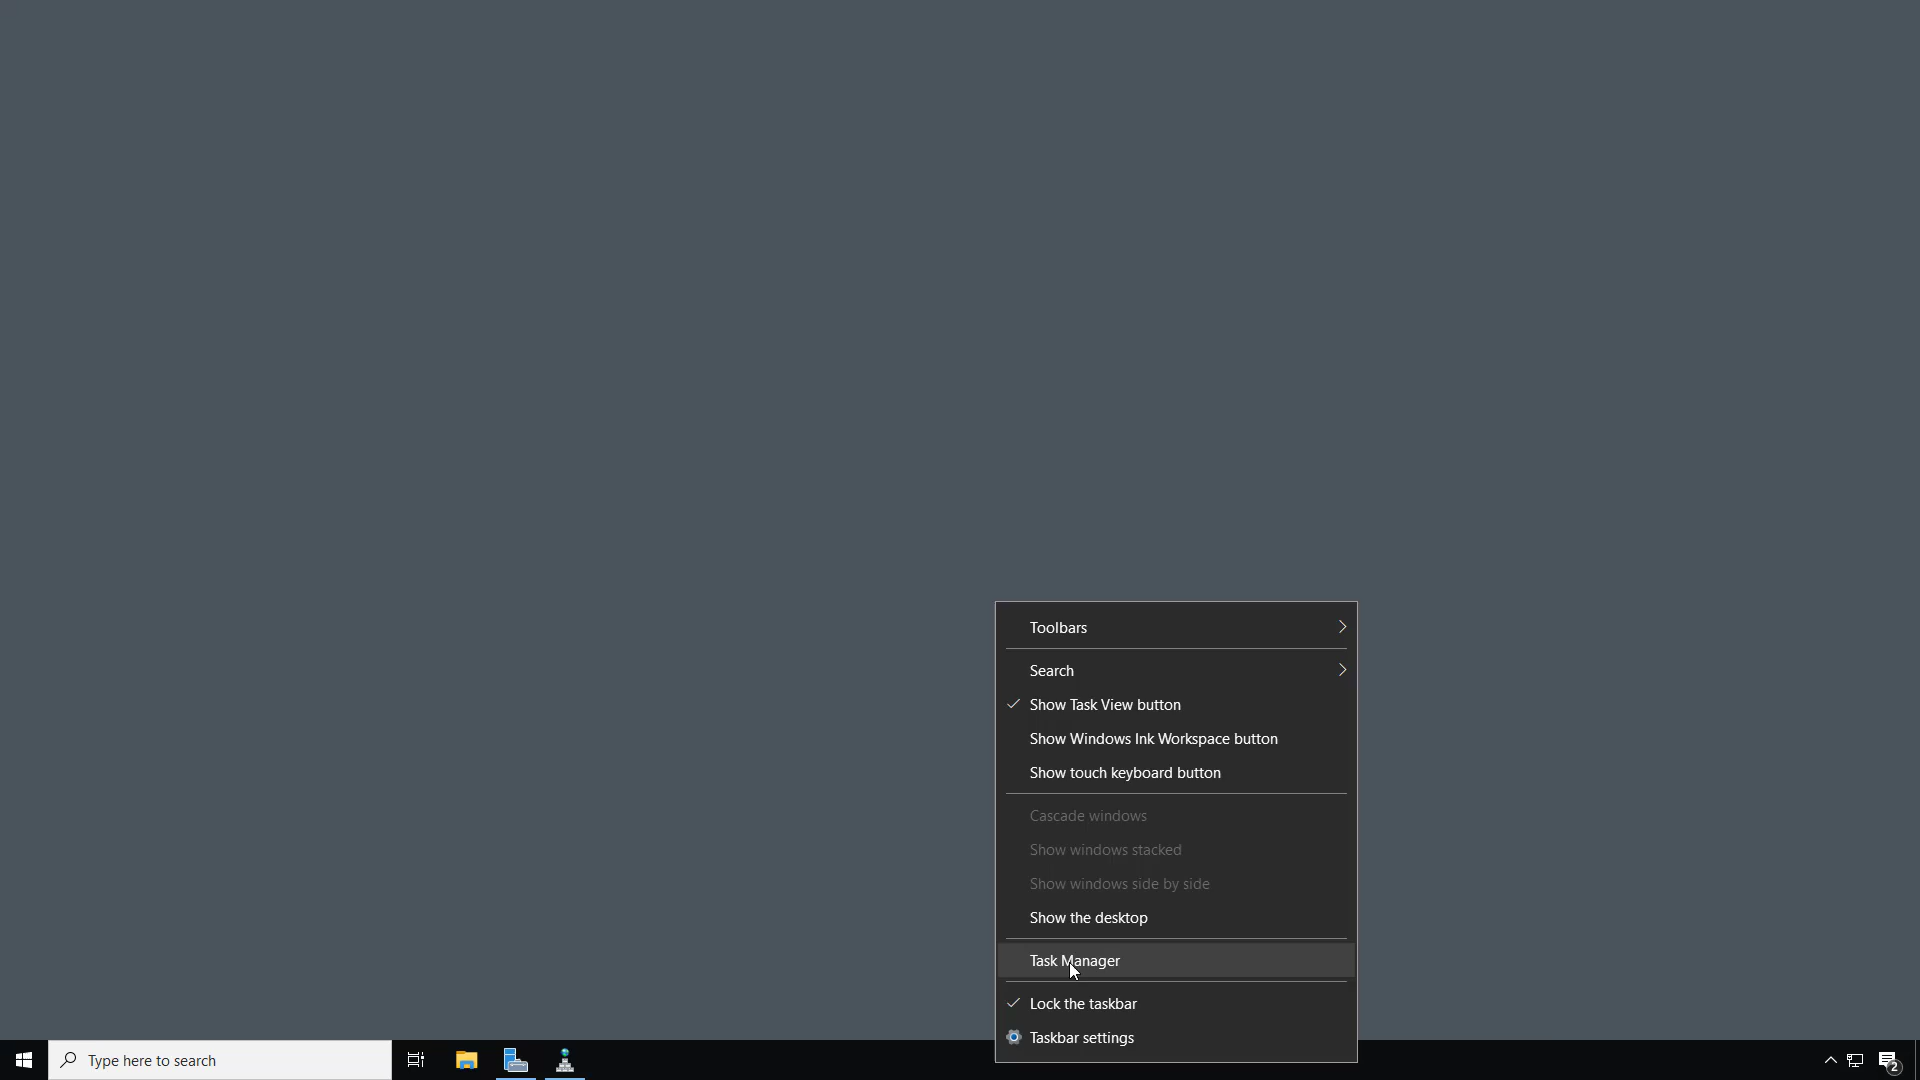 Toolbars
Search
Show Task View button
Show Windows Ink Workspace button
Show touch keyboard button
Cascade windows
Show windows stacked
Show windows side by side
Show the desktop
Task Manager
Lock the taskbar
Taskbar settings
Type here to search
2